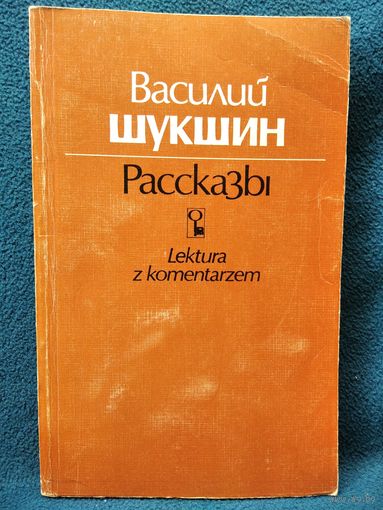 Василий
ШУКШИН
Рассказы
Lektura
z komentarzem